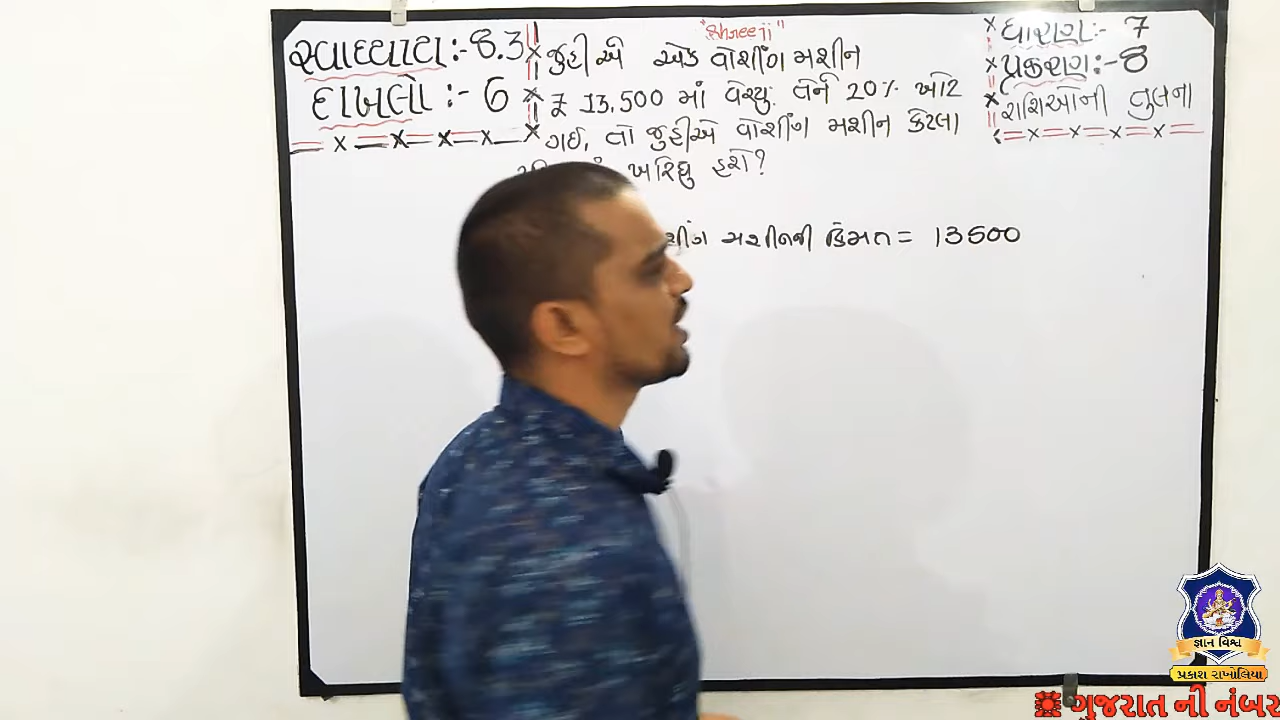 "Shreeji"
સ્વાધ્યાય :- 8.3
દાખલો :- 6
જુહીએ એક વોશીંગ મશીન
₹ 13,500 માં વેચ્યુ. તેને 20% ખોટ
ગઈ, તો જુહીએ વોશીંગ મશીન કેટલા
ખરિધુ હશે?
ધોરણ :- 7
પ્રકરણ :- 8
રાશિઓની તુલના
મશીનની કિંમત = 13500
જ્ઞાન વિશ્વ
પ્રકાશ રાખોલિયા
ગુજરાત ની નંબર